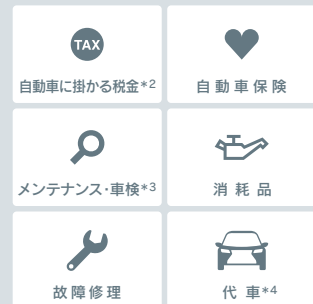 TAX
自動車に掛かる税金*2
自動車保険
メンテナンス・車検*3
消耗品
故障修理
代車*4